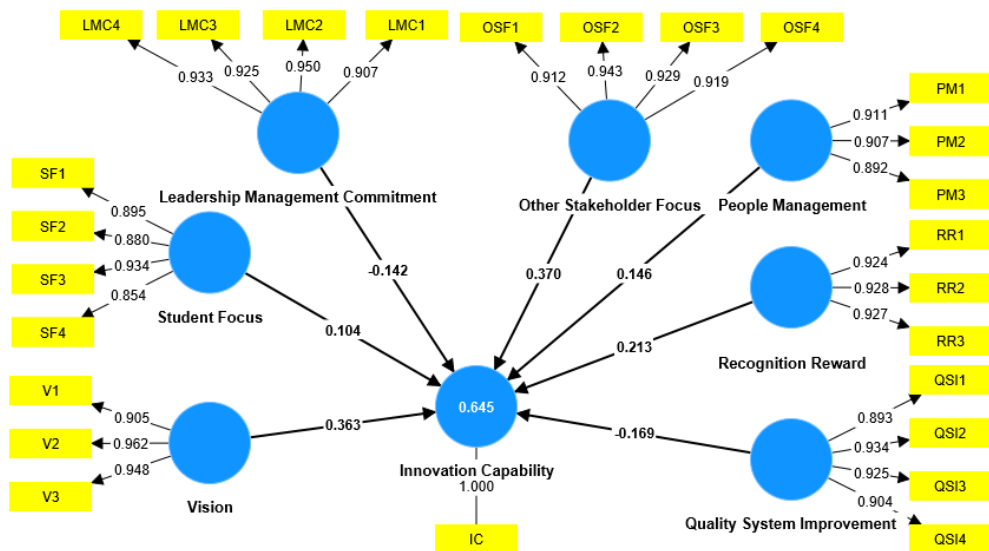 LMC4
LMC3
LMC2
LMC1
OSF1
OSF2
OSF3
OSF4
0.933
0.925
0.950
0.907
0.912
0.943
0.929
0.919
PM1
PM2
PM3
0.911
0.907
0.892
SF1
SF2
SF3
SF4
0.895
0.880
0.934
0.854
Leadership Management Commitment
Other Stakeholder Focus
People Management
Student Focus
-0.142
0.370
0.146
0.104
0.213
RR1
RR2
RR3
0.924
0.928
0.927
Recognition Reward
V1
V2
V3
0.905
0.962
0.948
Vision
0.363
0.645
Innovation Capability
1.000
IC
-0.169
QSI1
QSI2
QSI3
QSI4
0.893
0.934
0.925
0.904
Quality System Improvement